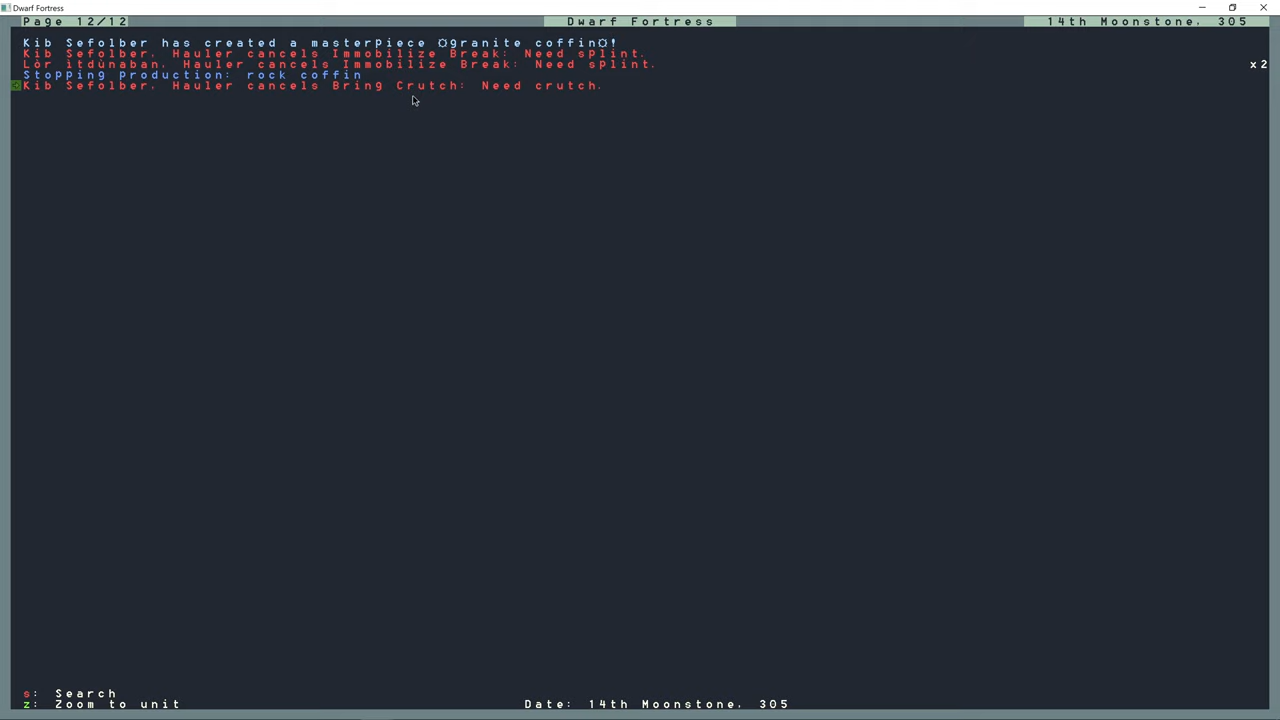 Dwarf Fortress
Page 12/12 Dwarf Fortress 14th Moonstone, 305
Kib Sefolber has created a masterpiece ☼granite coffin☼!
Kib Sefolber, Hauler cancels Immobilize Break: Need splint.
Lòr itdùnaban, Hauler cancels Immobilize Break: Need splint. x2
Stopping production: rock coffin
Kib Sefolber, Hauler cancels Bring Crutch: Need crutch.
s: Search
z: Zoom to unit Date: 14th Moonstone, 305